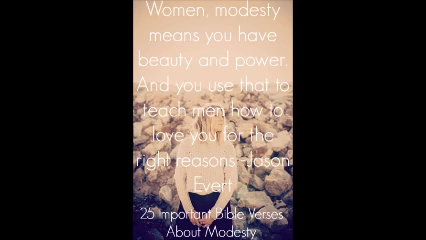 Women, modesty
means you have
beauty and power.
And you use that to
teach men how to
love you for the
right reasons -Jason
Evert
25 Important Bible Verses
About Modesty